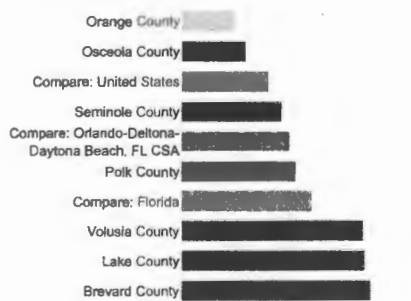 Orange County
Osceola County
Compare: United States
Seminole County
Compare: Orlando-Deltona-
Daytona Beach, FL CSA
Polk County
Compare: Florida
Volusia County
Lake County
Brevard County